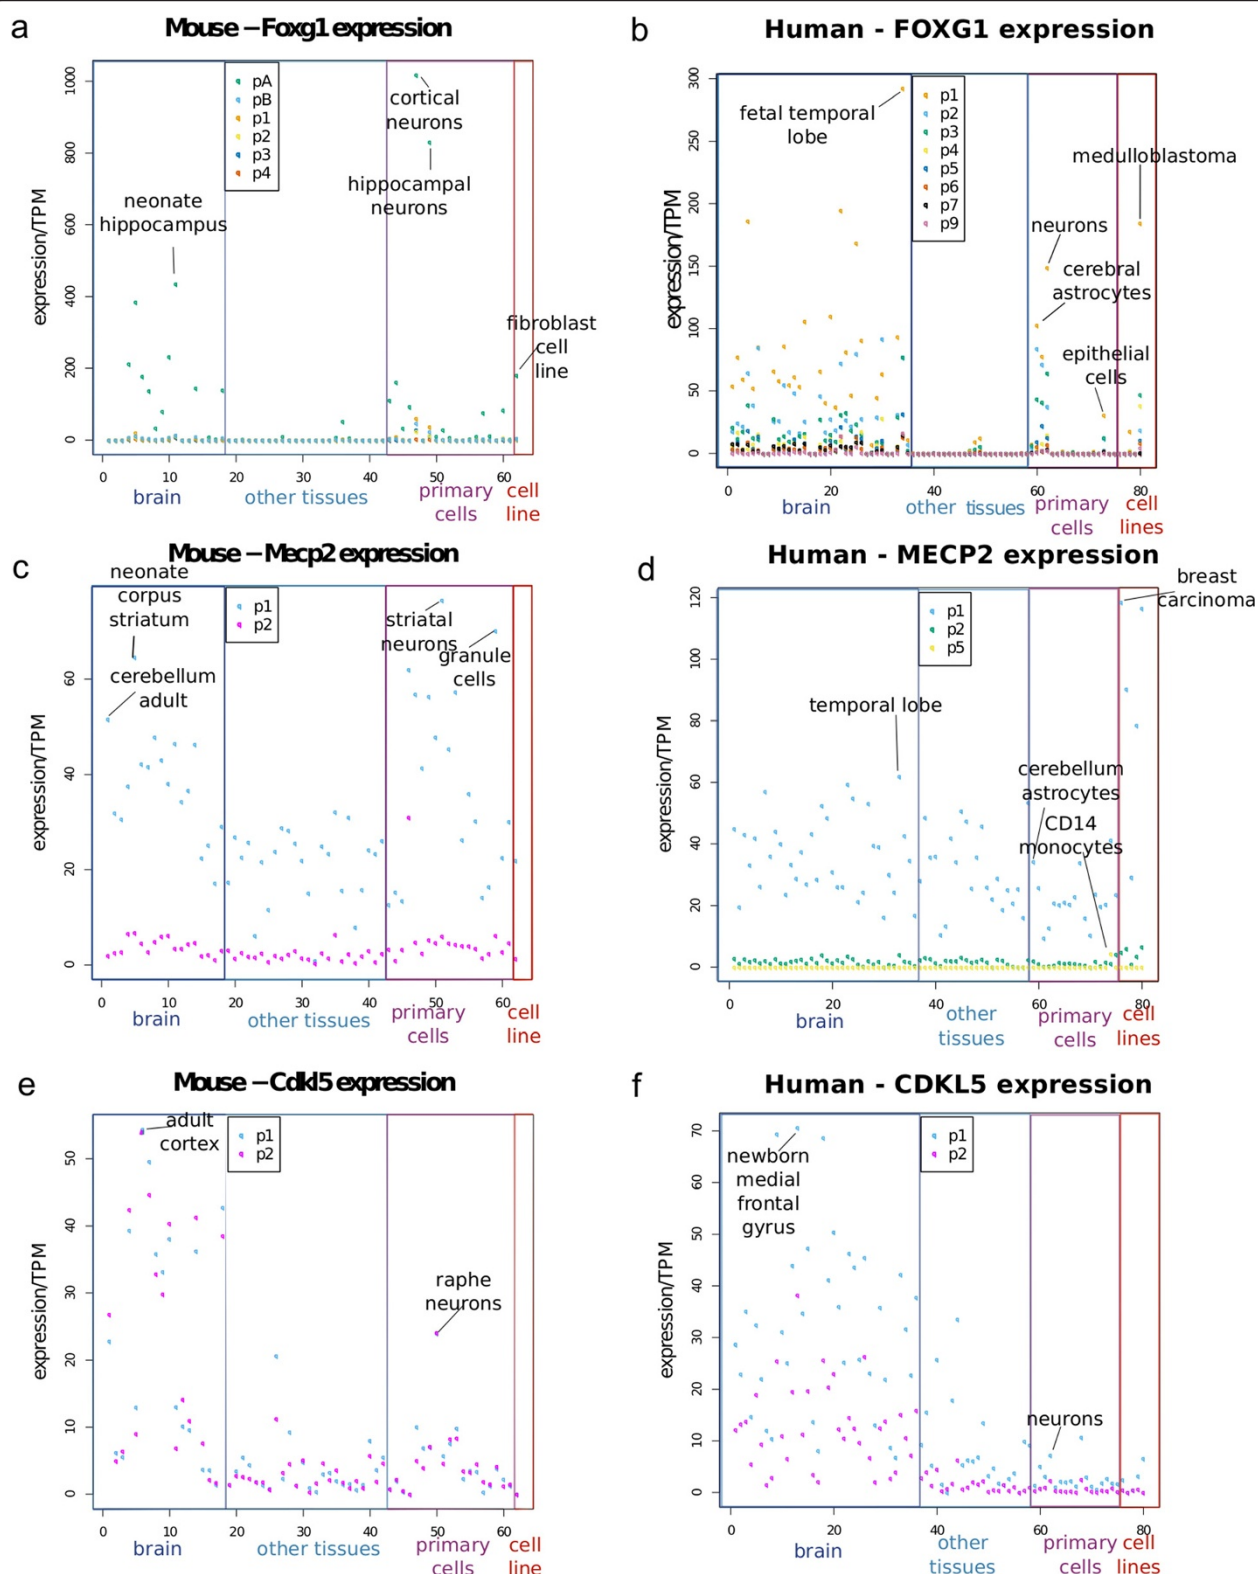 a
Mouse – Foxg1 expression
expression/TPM
1000
800
600
400
200
0
pA
pB
p1
p2
p3
p4
cortical
neurons
hippocampal
neurons
neonate
hippocampus
fibroblast
cell
line
0 10 20 30 40 50 60
brain
other tissues
primary
cells
cell
line
b
Human - FOXG1 expression
expression/TPM
300
250
200
150
100
50
0
p1
p2
p3
p4
p5
p6
p7
p9
fetal temporal
lobe
medulloblastoma
neurons
cerebral
astrocytes
epithelial
cells
0 20 40 60 80
brain
other tissues
primary
cells
cell
lines
c
Mouse – Mecp2 expression
expression/TPM
60
40
20
0
neonate
corpus
striatum
cerebellum
adult
p1
p2
striatal
neurons
granule
cells
0 10 20 30 40 50 60
brain
other tissues
primary
cells
cell
line
d
Human - MECP2 expression
expression/TPM
120
100
80
60
40
20
0
p1
p2
p5
breast
carcinoma
temporal lobe
cerebellum
astrocytes
CD14
monocytes
0 20 40 60 80
brain
other
tissues
primary
cells
cell
lines
e
Mouse – Cdkl5 expression
expression/TPM
50
40
30
20
10
0
adult
cortex
p1
p2
raphe
neurons
0 10 20 30 40 50 60
brain
other tissues
primary
cells
cell
line
f
Human - CDKL5 expression
expression/TPM
70
60
50
40
30
20
10
0
p1
p2
newborn
medial
frontal
gyrus
neurons
0 20 40 60 80
brain
other
tissues
primary
cells
cell
lines